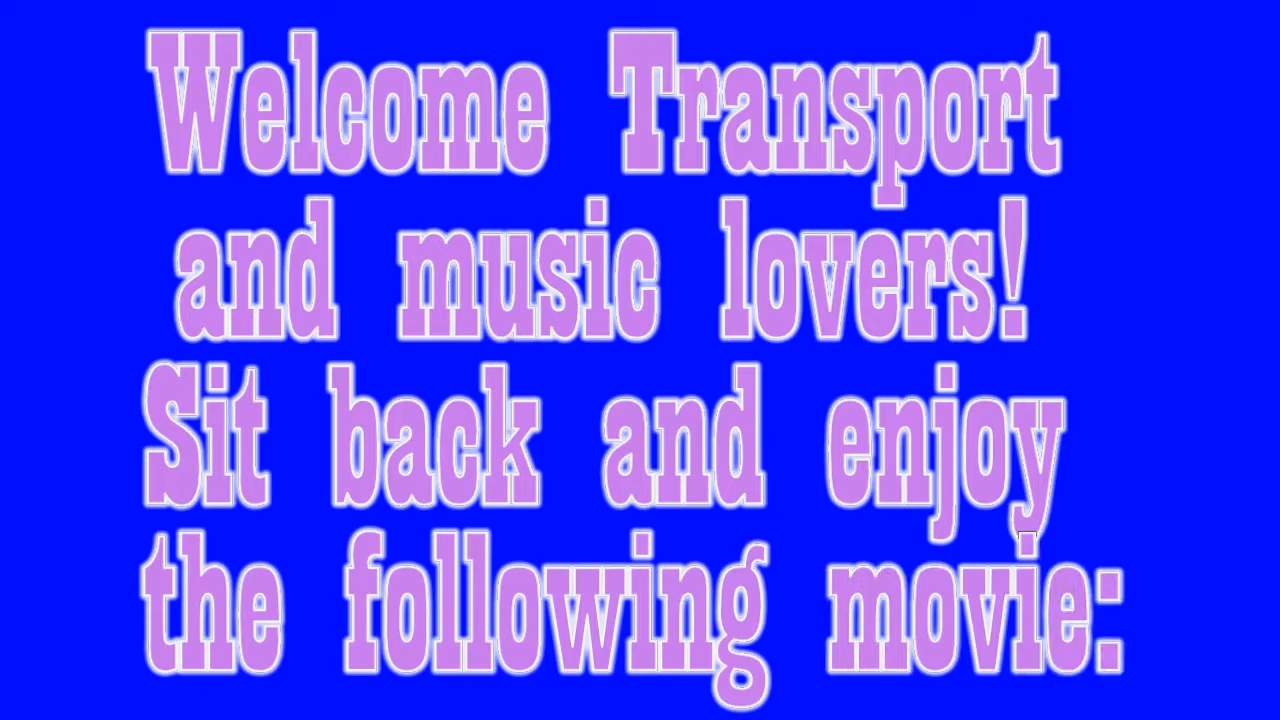 Welcome Transport
and music lovers!
Sit back and enjoy
the following movie: